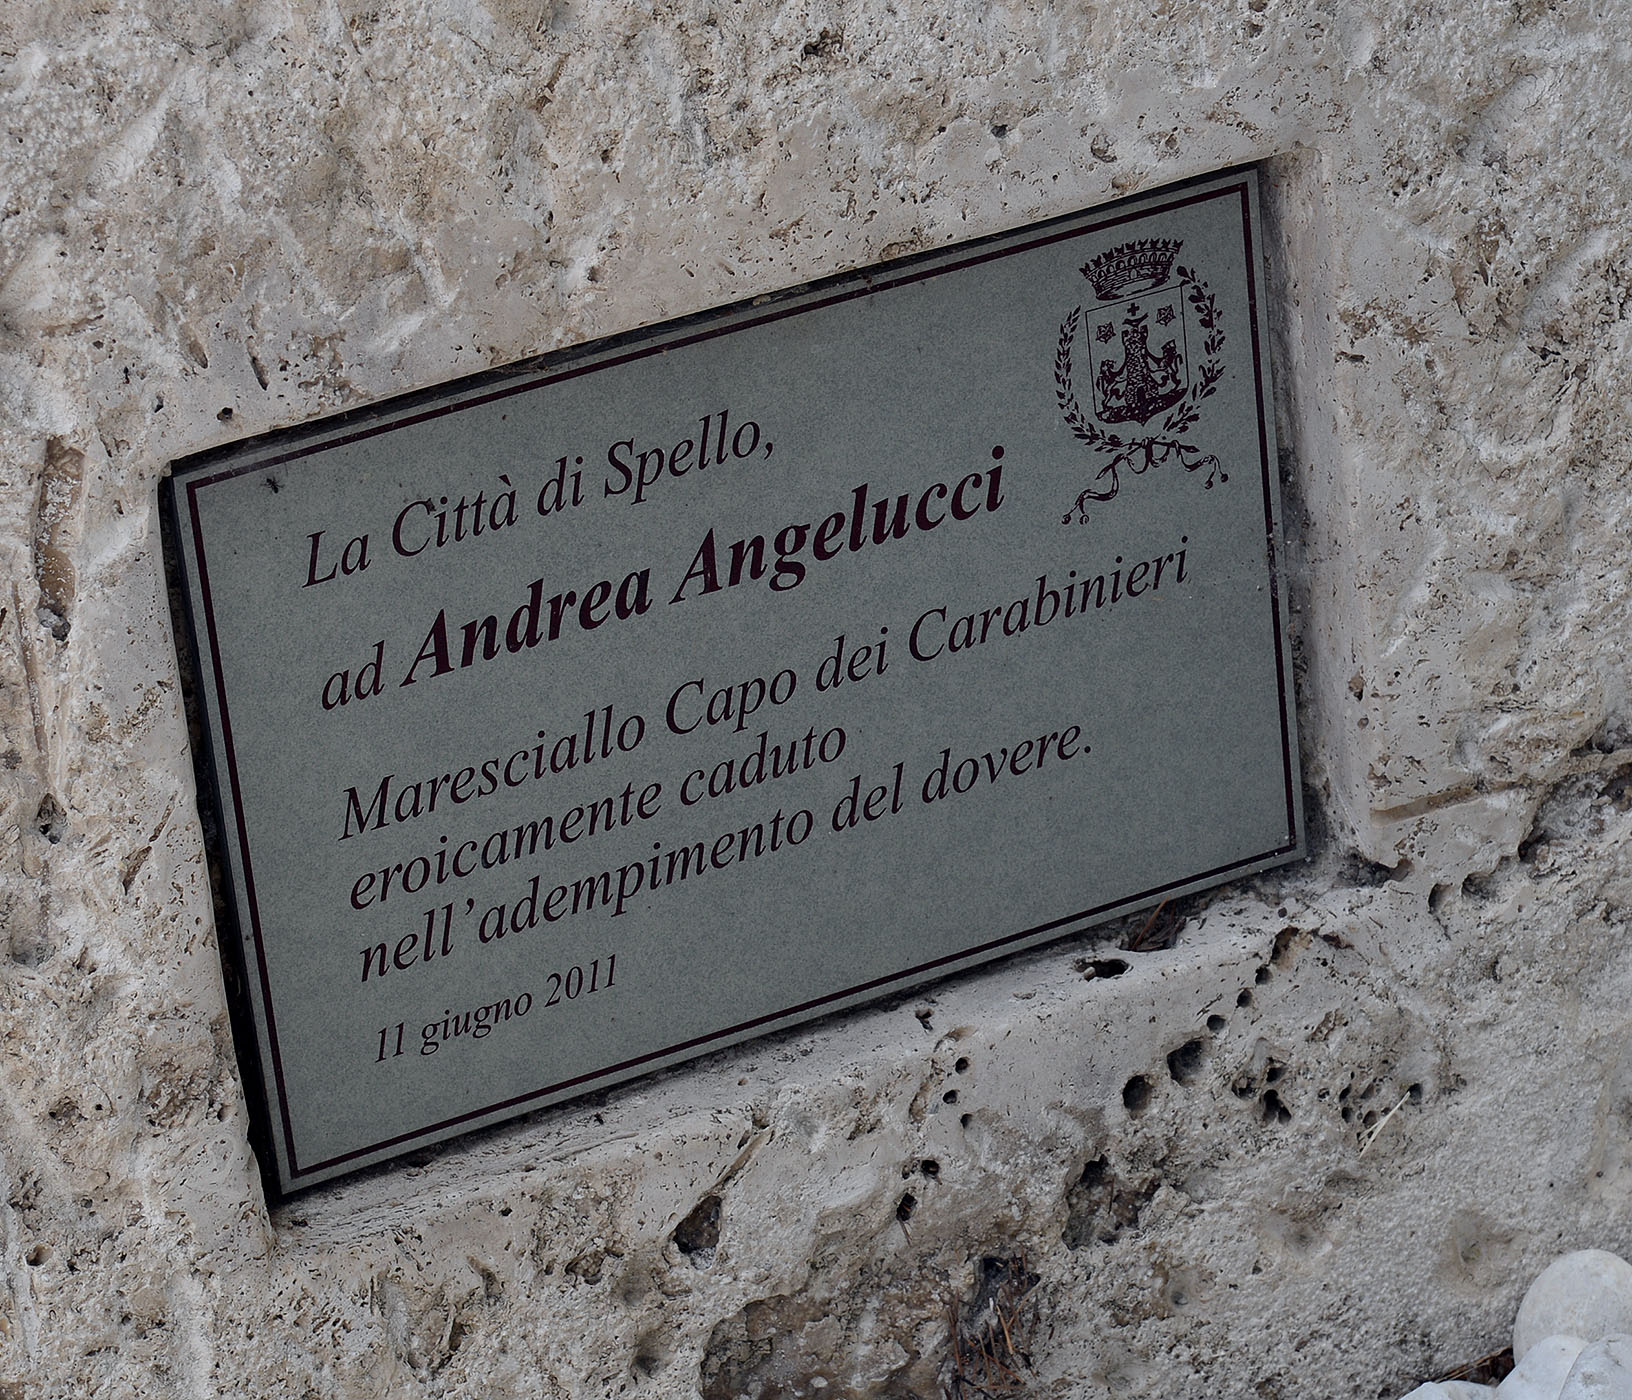 La Città di Spello,
ad Andrea Angelucci
Maresciallo Capo dei Carabinieri
eroicamente caduto
nell'adempimento del dovere.
11 giugno 2011